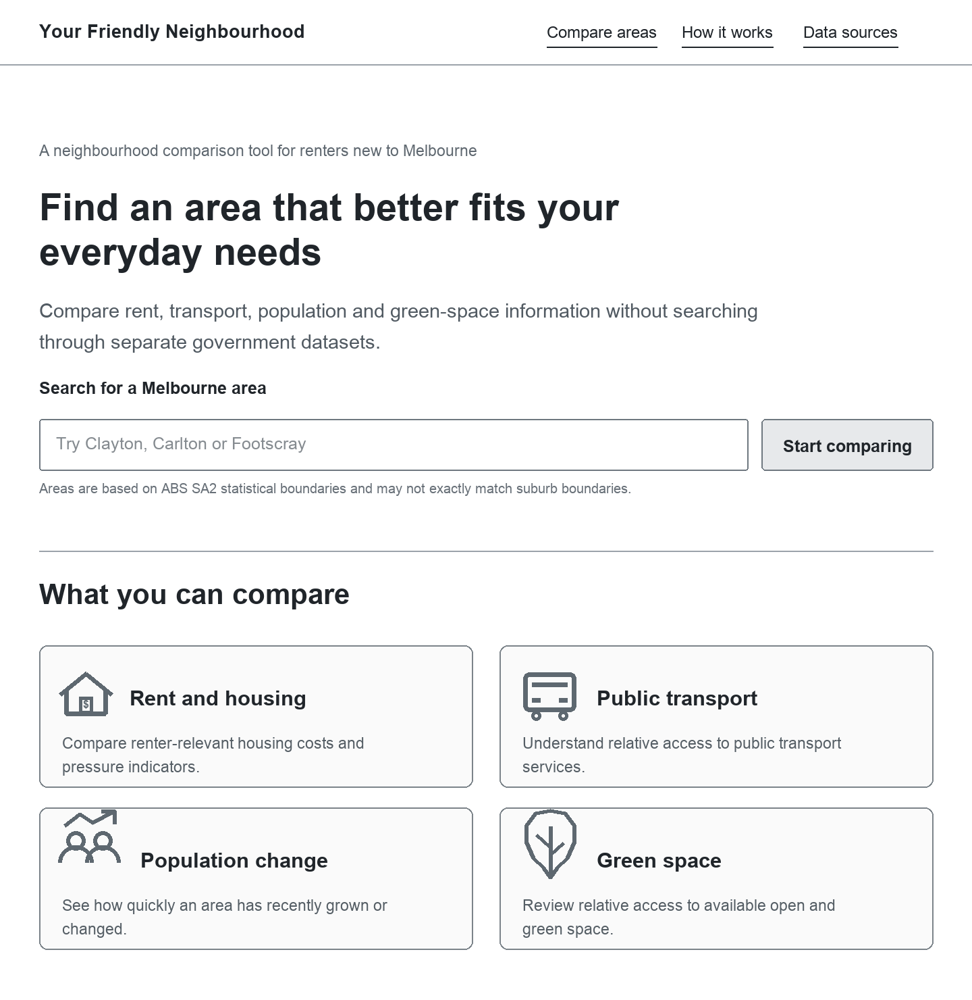 Your Friendly Neighbourhood
Compare areas
How it works
Data sources
A neighbourhood comparison tool for renters new to Melbourne
Find an area that better fits your
everyday needs
Compare rent, transport, population and green-space information without searching
through separate government datasets.
Search for a Melbourne area
Try Clayton, Carlton or Footscray
Start comparing
Areas are based on ABS SA2 statistical boundaries and may not exactly match suburb boundaries.
What you can compare
$
Rent and housing
Compare renter-relevant housing costs and
pressure indicators.
Public transport
Understand relative access to public transport
services.
Population change
See how quickly an area has recently grown or
changed.
Green space
Review relative access to available open and
green space.